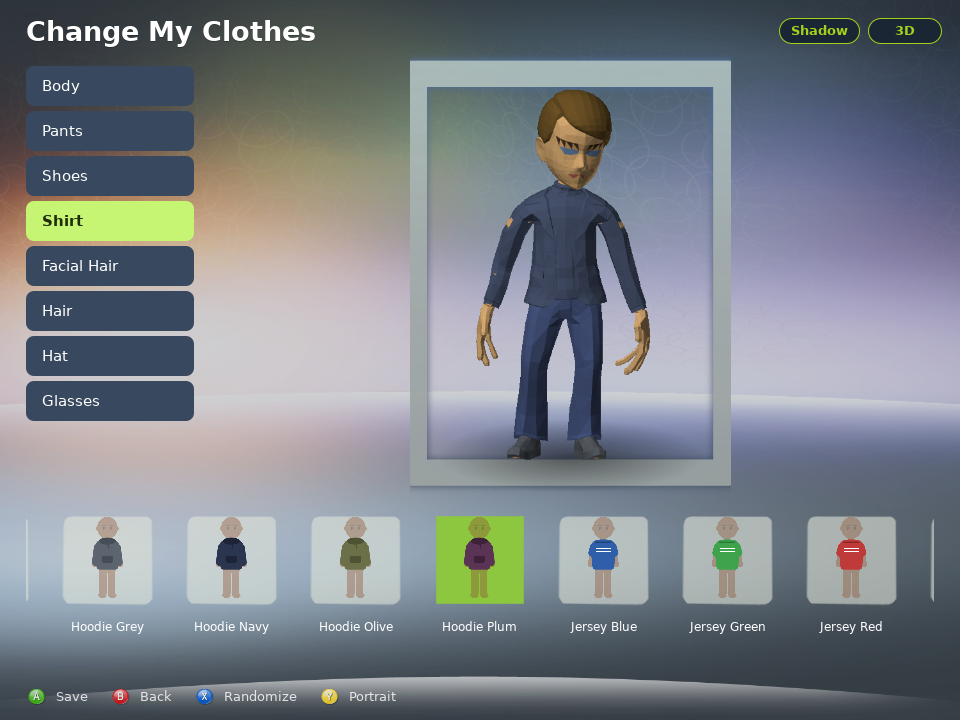 Change My Clothes
Shadow
3D
Body
Pants
Shoes
Shirt
Facial Hair
Hair
Hat
Glasses
Hoodie Grey
Hoodie Navy
Hoodie Olive
Hoodie Plum
Jersey Blue
Jersey Green
Jersey Red
A Save
B Back
X Randomize
Y Portrait